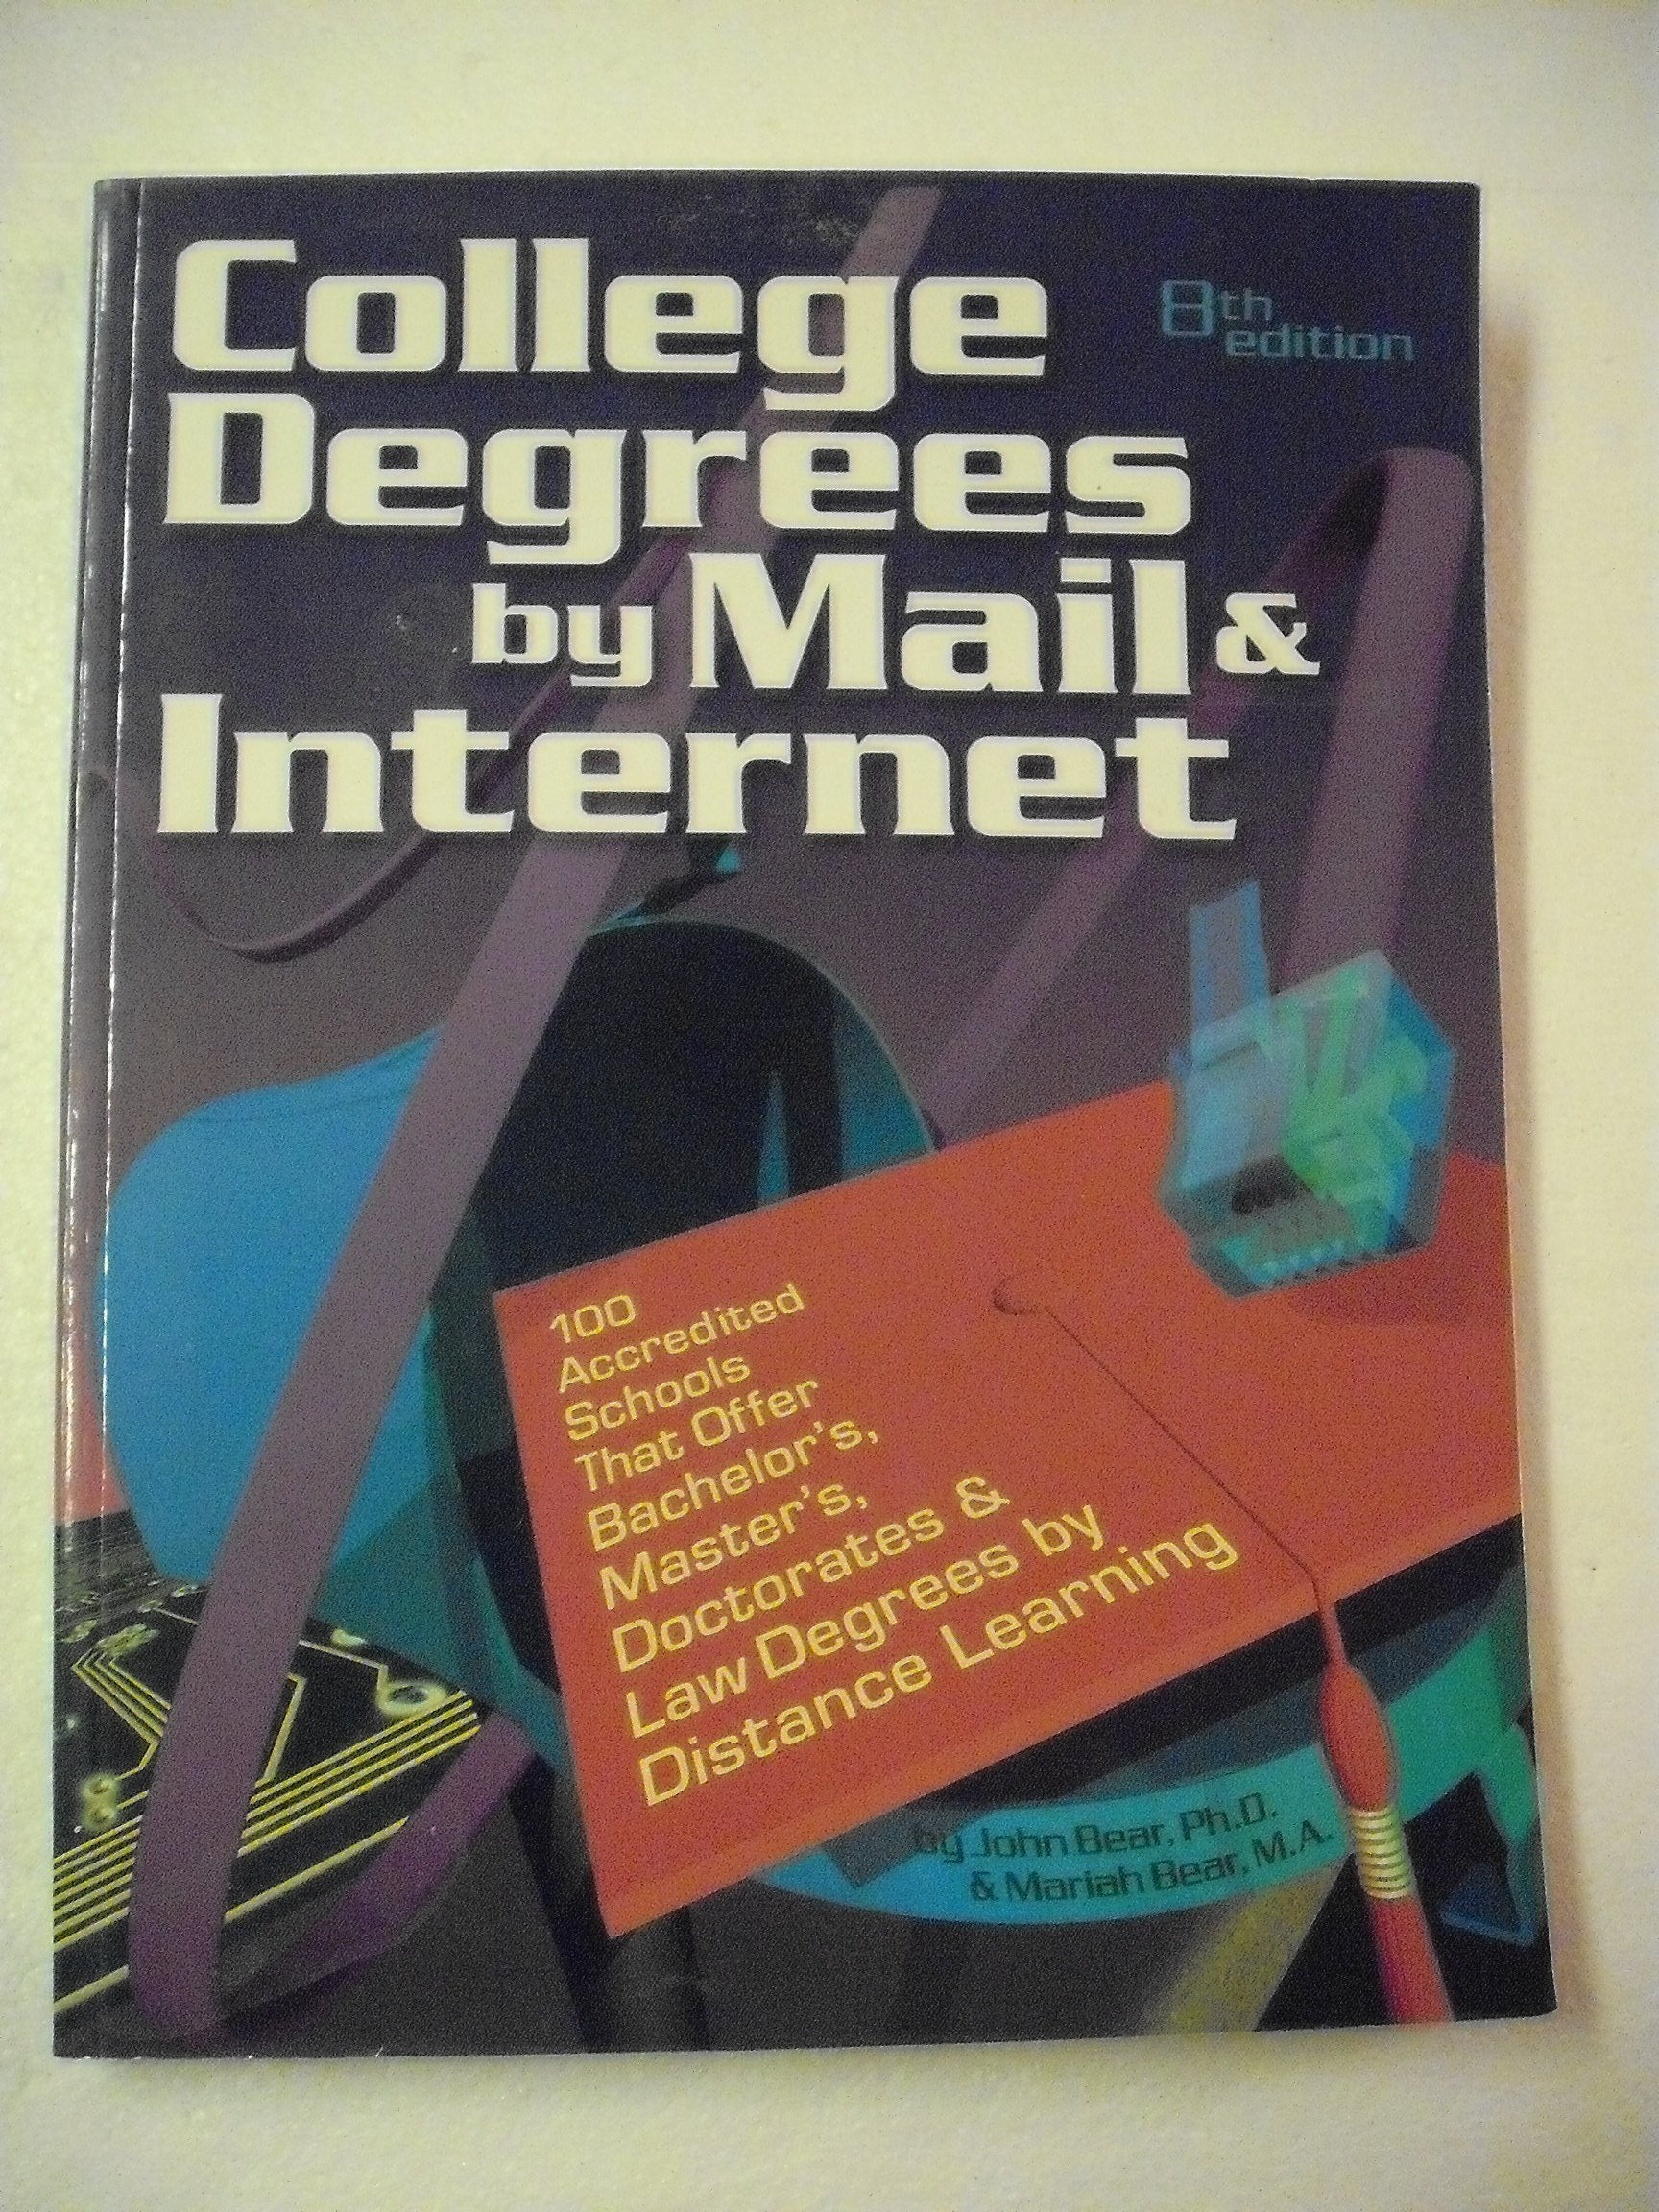 College
8th
edition
Degrees
by Mail &
Internet
100
Accredited
Schools
That Offer
Bachelor's,
Master's,
Doctorates &
Law Degrees by
Distance Learning
by John Bear, Ph.D.
& Mariah Bear, M.A.